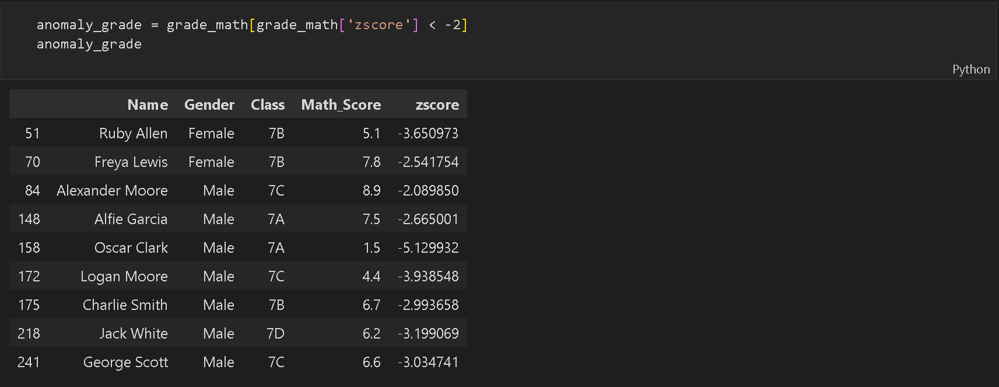 anomaly_grade = grade_math[grade_math['zscore'] < -2]
anomaly_grade
Python
Name Gender Class Math_Score zscore
51 Ruby Allen Female 7B 5.1 -3.650973
70 Freya Lewis Female 7B 7.8 -2.541754
84 Alexander Moore Male 7C 8.9 -2.089850
148 Alfie Garcia Male 7A 7.5 -2.665001
158 Oscar Clark Male 7A 1.5 -5.129932
172 Logan Moore Male 7C 4.4 -3.938548
175 Charlie Smith Male 7B 6.7 -2.993658
218 Jack White Male 7D 6.2 -3.199069
241 George Scott Male 7C 6.6 -3.034741